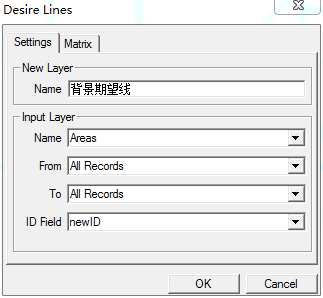 Desire Lines
Settings Matrix
New Layer
Name 背景期望线
Input Layer
Name Areas
From All Records
To All Records
ID Field newID
OK Cancel